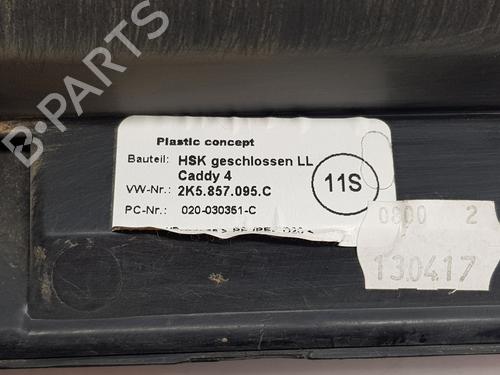 B-PARTS
Plastic concept
Bauteil: HSK geschlossen LL
Caddy 4
11S
VW-Nr.: 2K5.857.095.C
PC-Nr.: 020-030351-C
0800 2
130417